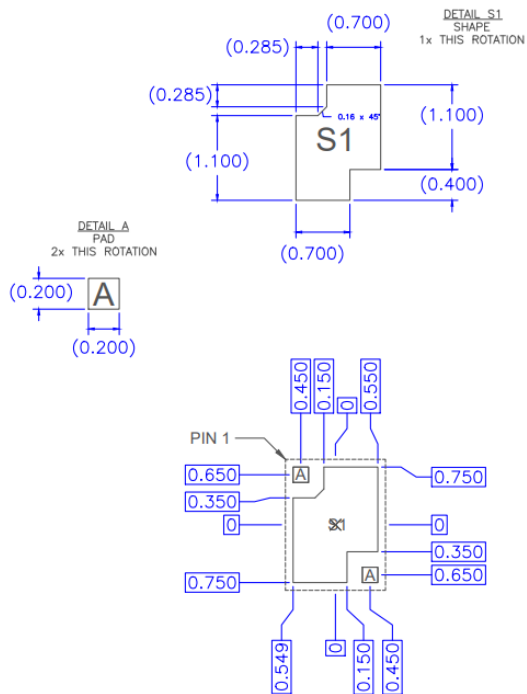 DETAIL S1
SHAPE
1x THIS ROTATION
(0.700)
(0.285)
(0.285)
0.16 x 45°
S1
(1.100)
(1.100)
(0.400)
(0.700)
DETAIL A
PAD
2x THIS ROTATION
(0.200)
A
(0.200)
0.450
0.150
0
0.550
PIN 1
0.650
A
0.750
0.350
0
S1
0
0.350
0.750
A
0.650
0.549
0
0.150
0.450